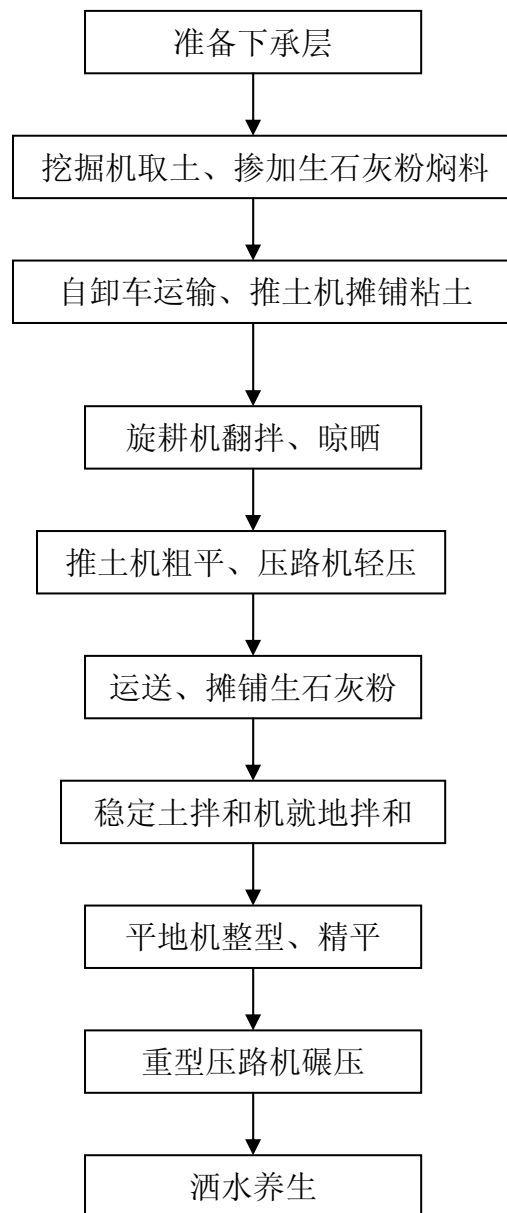 准备下承层
挖掘机取土、掺加生石灰粉焖料
自卸车运输、推土机摊铺粘土
旋耕机翻拌、晾晒
推土机粗平、压路机轻压
运送、摊铺生石灰粉
稳定土拌和机就地拌和
平地机整型、精平
重型压路机碾压
洒水养生